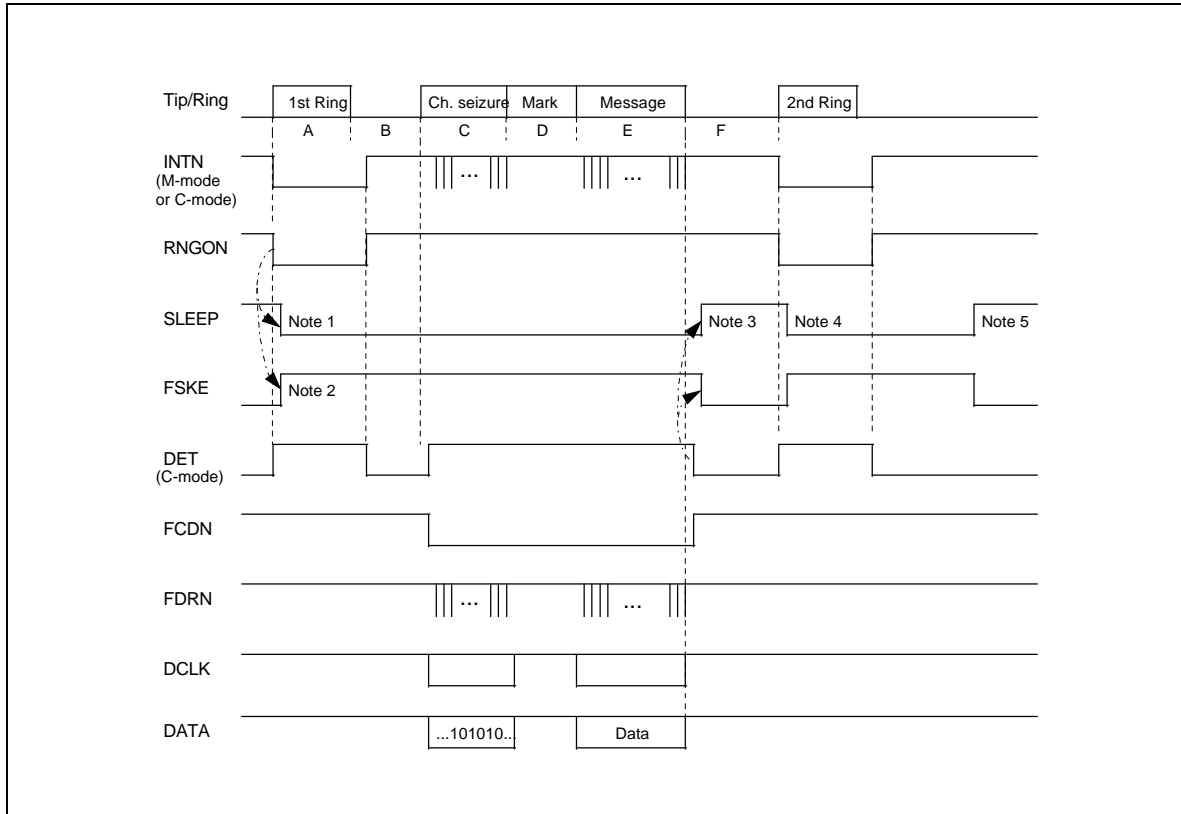 Tip/Ring
1st Ring
Ch. seizure
Mark
Message
2nd Ring
A
B
C
D
E
F
INTN
(M-mode
or C-mode)
...
...
RNGON
SLEEP
Note 1
Note 3
Note 4
Note 5
FSKE
Note 2
DET
(C-mode)
FCDN
FDRN
...
...
DCLK
DATA
...101010...
Data